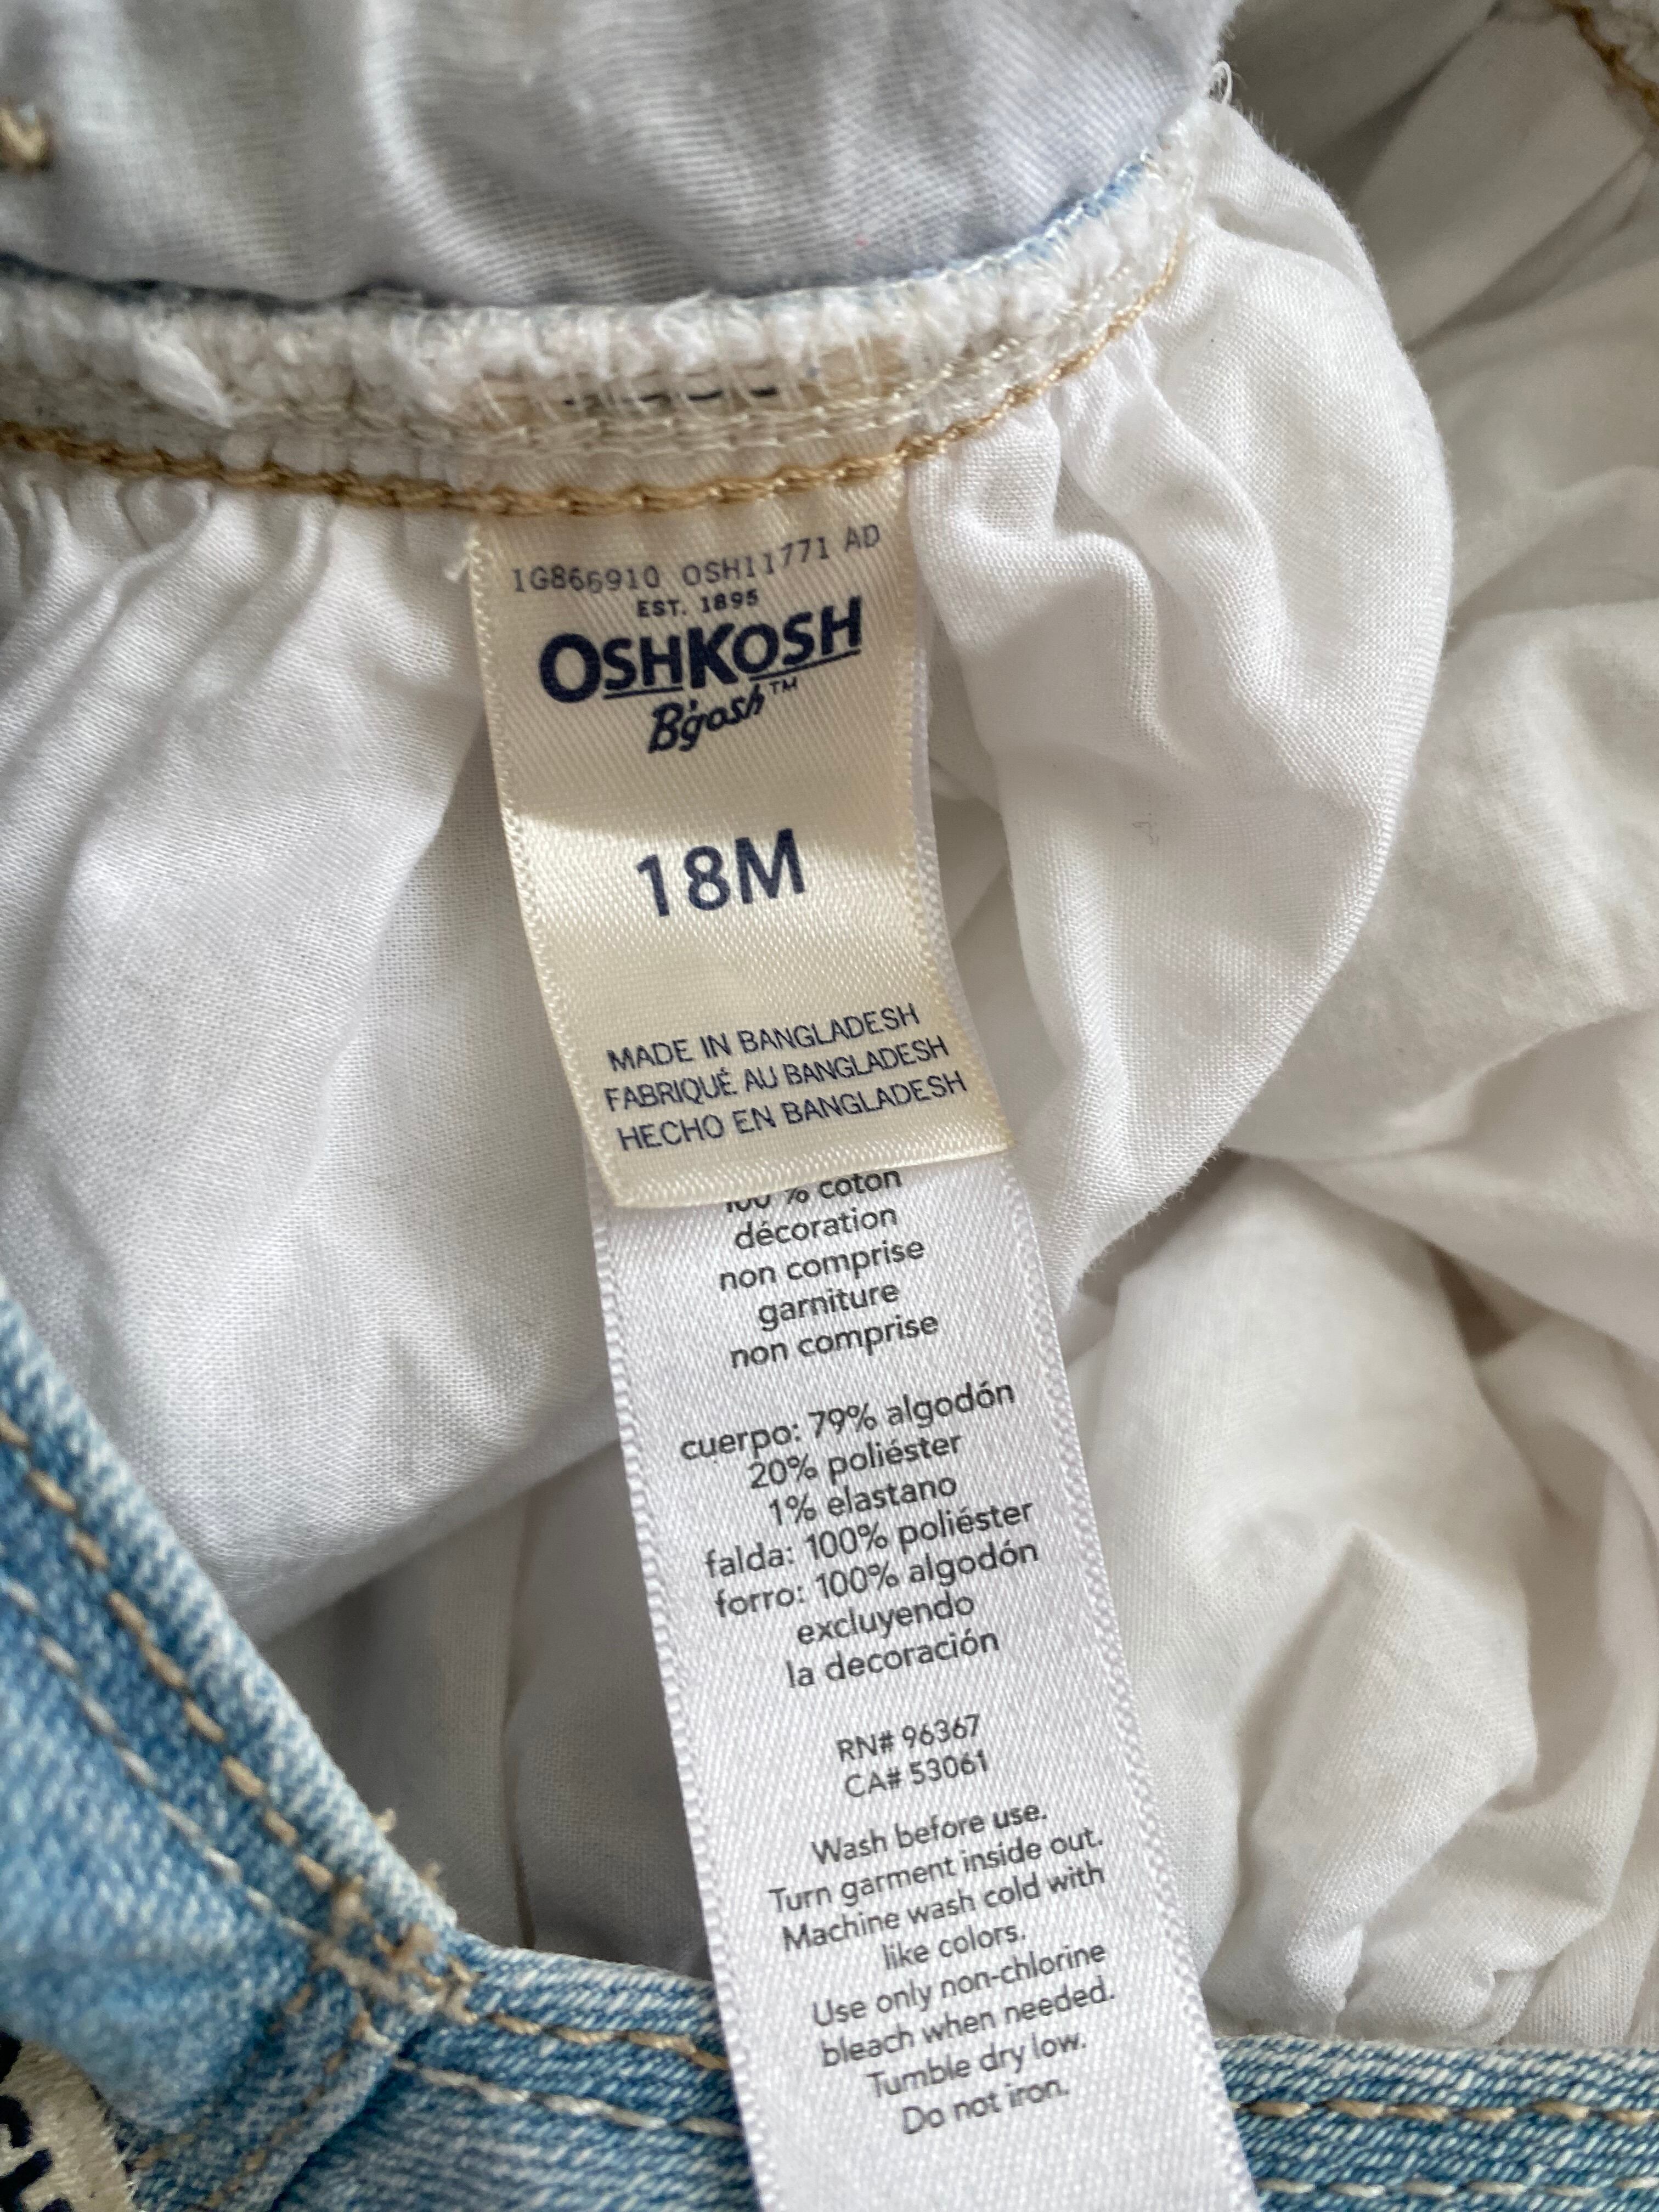 1G866910 OSH11771 AD
EST. 1895
OSHKOSH
B'gosh™
18M
MADE IN BANGLADESH
FABRIQUÉ AU BANGLADESH
HECHO EN BANGLADESH
100 % coton
décoration
non comprise
garniture
non comprise
cuerpo: 79% algodón
20% poliéster
1% elastano
falda: 100% poliéster
forro: 100% algodón
excluyendo
la decoración
RN# 96367
CA# 53061
Wash before use.
Turn garment inside out.
Machine wash cold with
like colors.
Use only non-chlorine
bleach when needed.
Tumble dry low.
Do not iron.